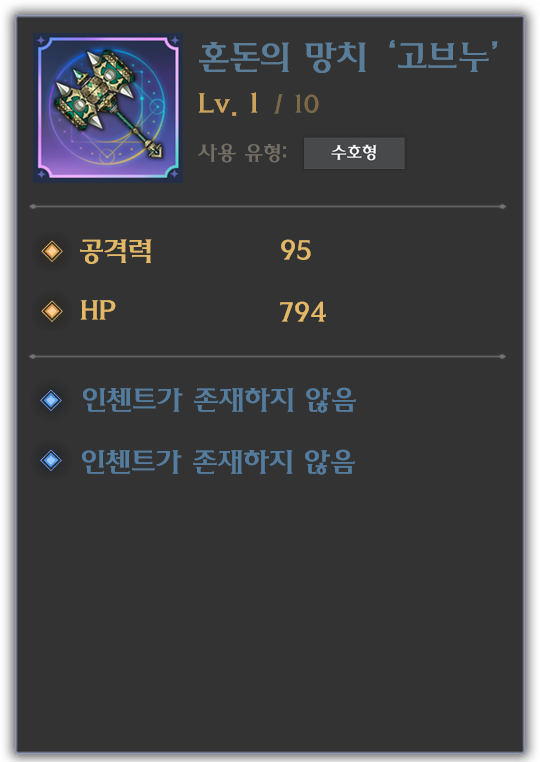 혼돈의 망치 ‘고브누’
Lv. 1 / 10
사용 유형: 수호형
공격력 95
HP 794
인첸트가 존재하지 않음
인첸트가 존재하지 않음